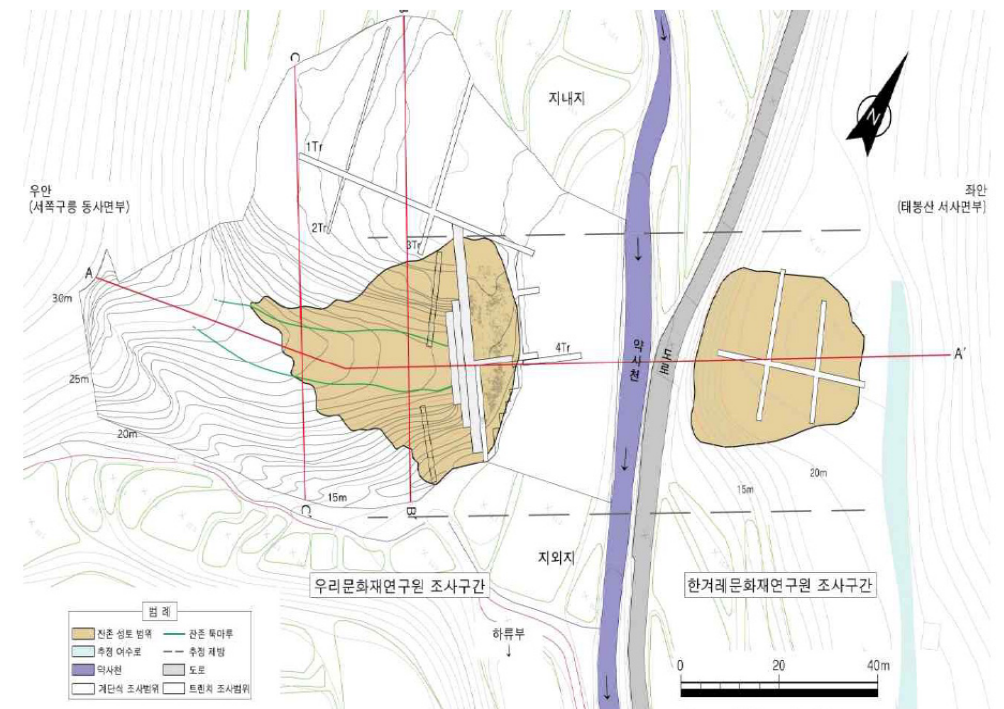 C
지내지
1Tr
N
우안
(서쪽구릉 동사면부)
좌안
(태봉산 서사면부)
2Tr
3Tr
A
30m
4Tr
약사천
도로
A'
25m
20m
20m
15m
15m
C'
B'
지외지
우리문화재연구원 조사구간
한겨레문화재연구원 조사구간
범 례
잔존 성토 범위
잔존 둑마루
추정 여수로
추정 제방
약사천
도로
계단식 조사범위
트렌치 조사범위
하류부
0 20 40m